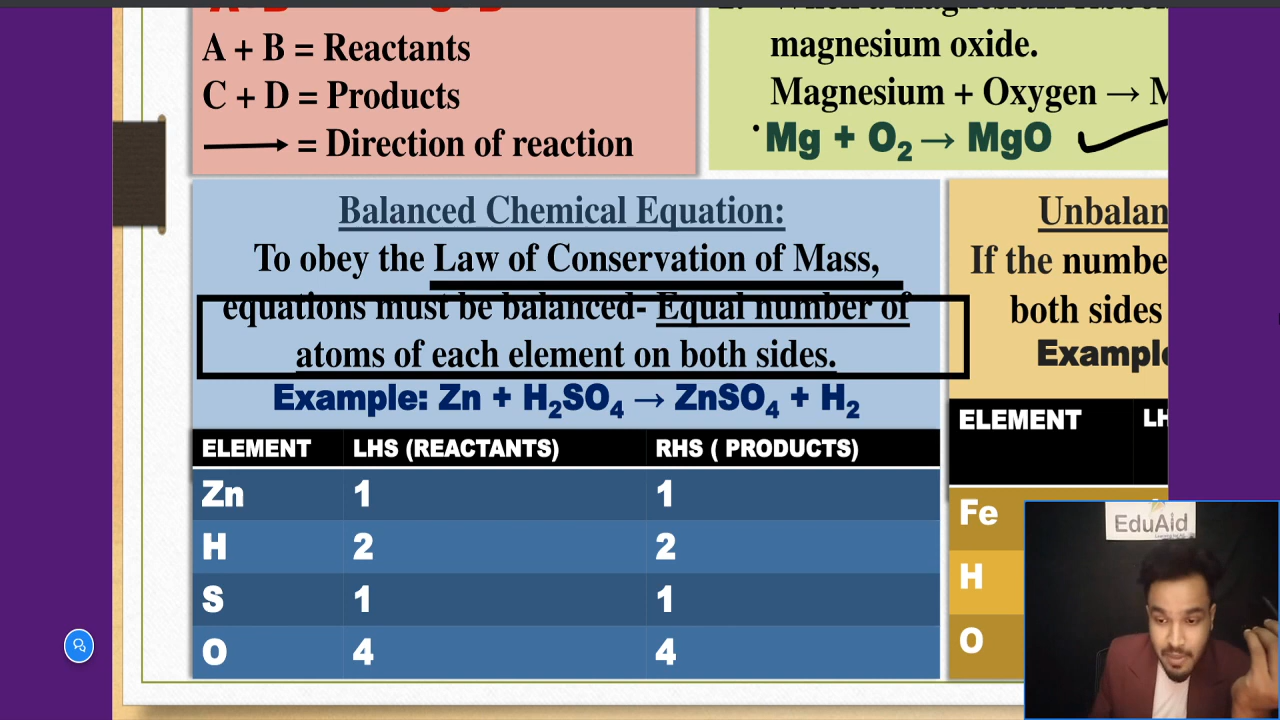 A + B = Reactants
C + D = Products
= Direction of reaction
magnesium oxide.
Magnesium + Oxygen →
Mg + O₂ → MgO
Balanced Chemical Equation:
To obey the Law of Conservation of Mass,
equations must be balanced- Equal number of
atoms of each element on both sides.
Example: Zn + H₂SO₄ → ZnSO₄ + H₂
ELEMENT LHS (REACTANTS) RHS ( PRODUCTS)
Zn 1 1
H 2 2
S 1 1
O 4 4
If the
both sides
ELEMENT
Fe
H
O
EduAid